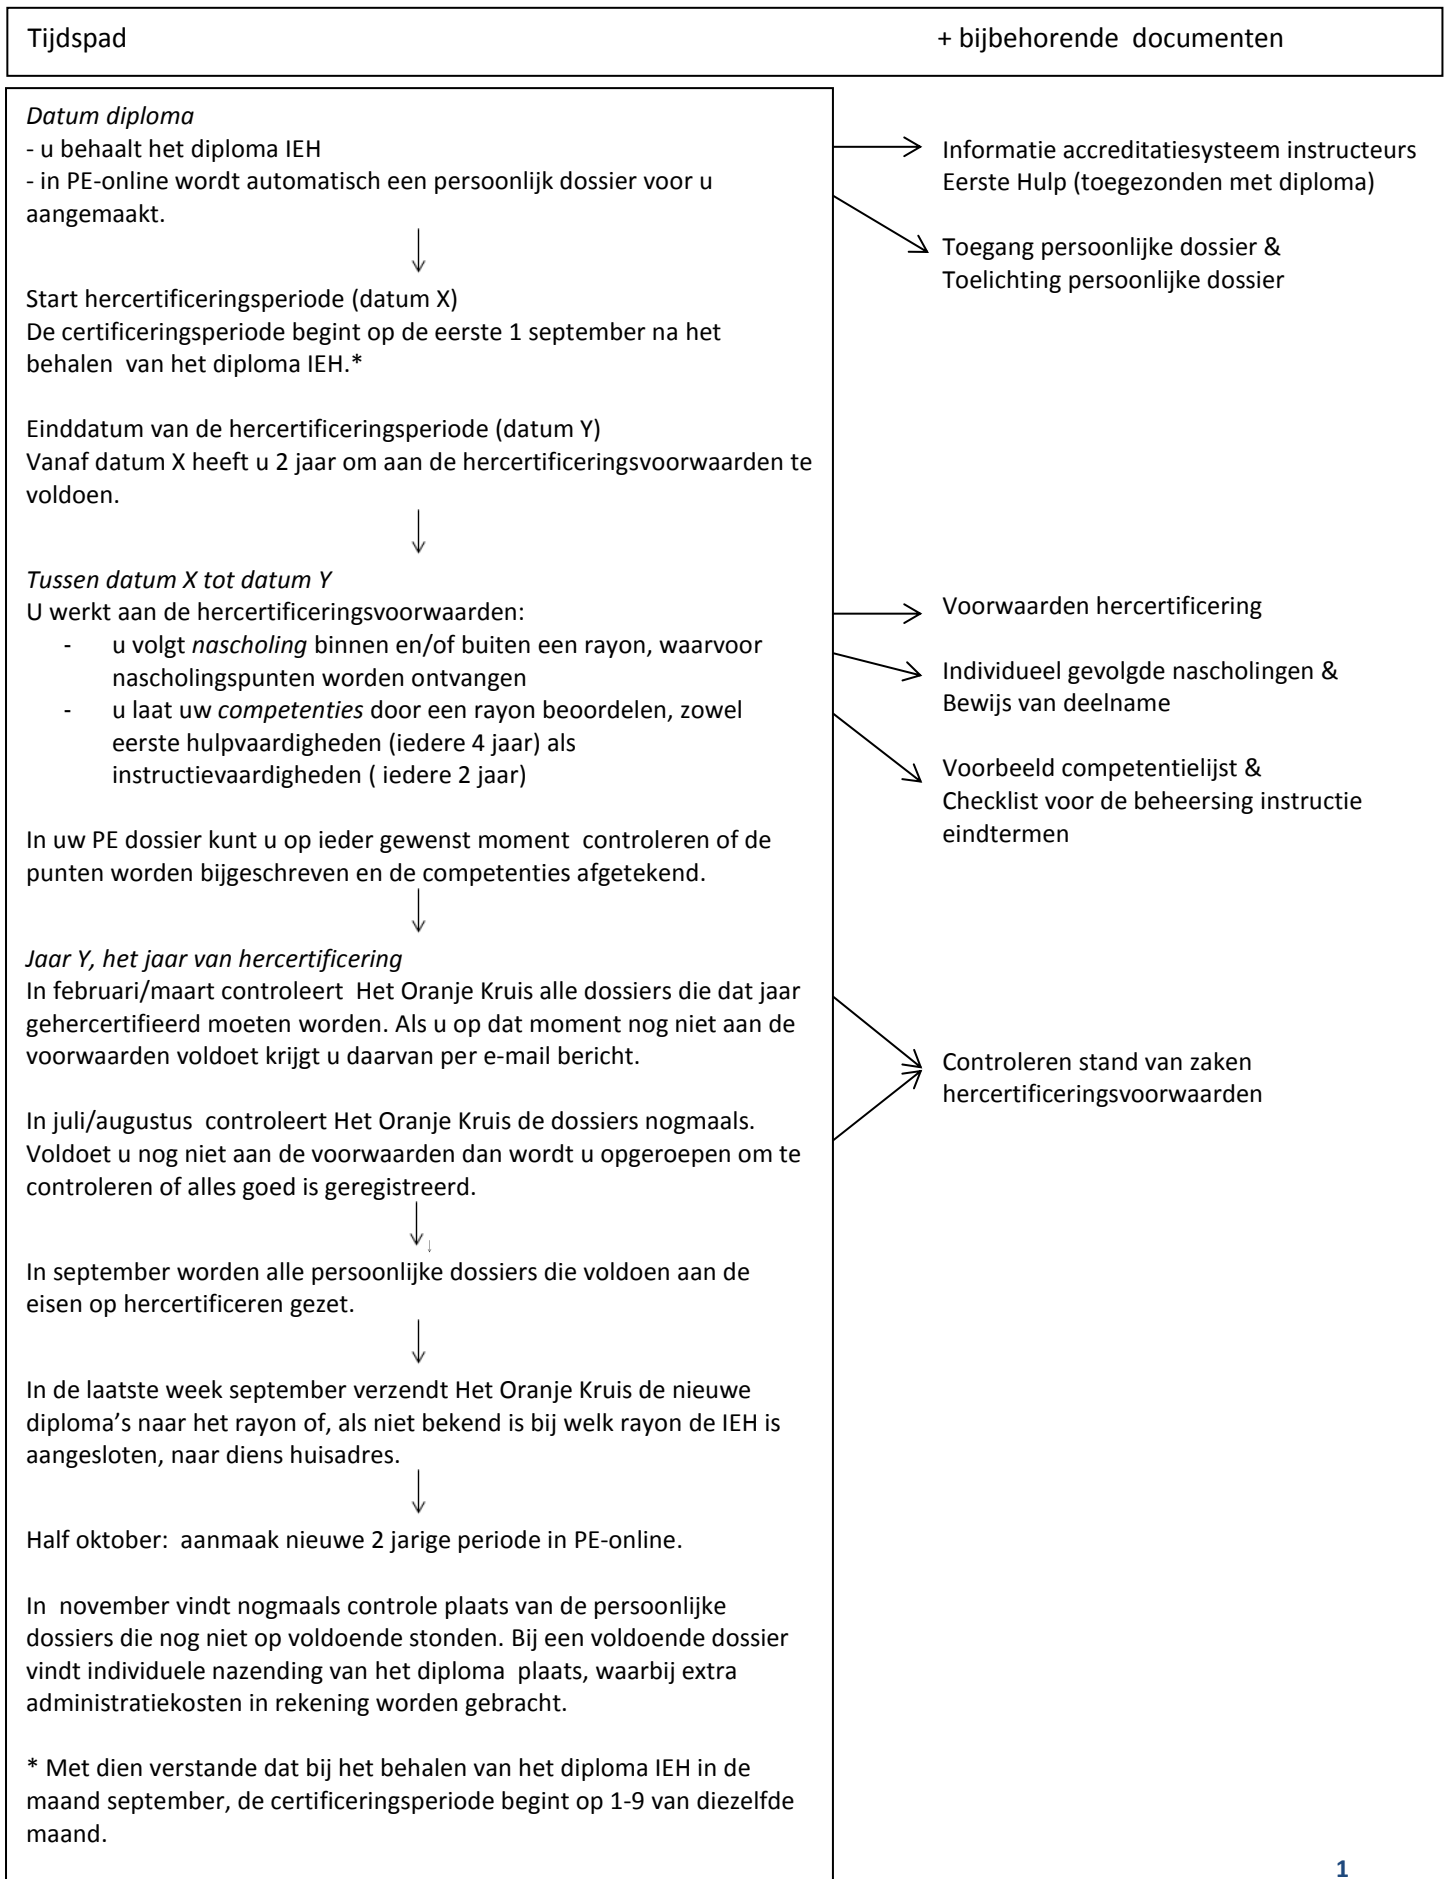 Tijdspad + bijbehorende documenten
Datum diploma
- u behaalt het diploma IEH
- in PE-online wordt automatisch een persoonlijk dossier voor u
aangemaakt.
Informatie accreditatiesysteem instructeurs
Eerste Hulp (toegezonden met diploma)
Toegang persoonlijke dossier &
Toelichting persoonlijke dossier
Start hercertificeringsperiode (datum X)
De certificeringsperiode begint op de eerste 1 september na het
behalen van het diploma IEH.*
Einddatum van de hercertificeringsperiode (datum Y)
Vanaf datum X heeft u 2 jaar om aan de hercertificeringsvoorwaarden te
voldoen.
Tussen datum X tot datum Y
U werkt aan de hercertificeringsvoorwaarden:
- u volgt nascholing binnen en/of buiten een rayon, waarvoor
nascholingspunten worden ontvangen
- u laat uw competenties door een rayon beoordelen, zowel
eerste hulpvaardigheden (iedere 4 jaar) als
instructievaardigheden ( iedere 2 jaar)
In uw PE dossier kunt u op ieder gewenst moment controleren of de
punten worden bijgeschreven en de competenties afgetekend.
Voorwaarden hercertificering
Individueel gevolgde nascholingen &
Bewijs van deelname
Voorbeeld competentielijst &
Checklist voor de beheersing instructie
eindtermen
Jaar Y, het jaar van hercertificering
In februari/maart controleert Het Oranje Kruis alle dossiers die dat jaar
gehercertifieerd moeten worden. Als u op dat moment nog niet aan de
voorwaarden voldoet krijgt u daarvan per e-mail bericht.
In juli/augustus controleert Het Oranje Kruis de dossiers nogmaals.
Voldoet u nog niet aan de voorwaarden dan wordt u opgeroepen om te
controleren of alles goed is geregistreerd.
Controleren stand van zaken
hercertificeringsvoorwaarden
In september worden alle persoonlijke dossiers die voldoen aan de
eisen op hercertificeren gezet.
In de laatste week september verzendt Het Oranje Kruis de nieuwe
diploma's naar het rayon of, als niet bekend is bij welk rayon de IEH is
aangesloten, naar diens huisadres.
Half oktober: aanmaak nieuwe 2 jarige periode in PE-online.
In november vindt nogmaals controle plaats van de persoonlijke
dossiers die nog niet op voldoende stonden. Bij een voldoende dossier
vindt individuele nazending van het diploma plaats, waarbij extra
administratiekosten in rekening worden gebracht.
* Met dien verstande dat bij het behalen van het diploma IEH in de
maand september, de certificeringsperiode begint op 1-9 van diezelfde
maand.
1